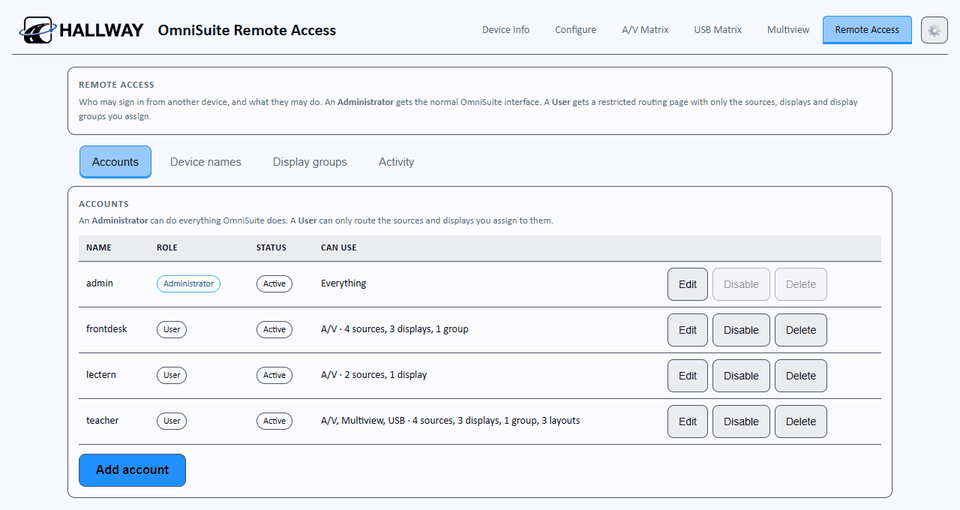 HALLWAY
OmniSuite Remote Access
Device Info
Configure
A/V Matrix
USB Matrix
Multiview
Remote Access
REMOTE ACCESS
Who may sign in from another device, and what they may do. An Administrator gets the normal OmniSuite interface. A User gets a restricted routing page with only the sources, displays and display
groups you assign.
Accounts
Device names
Display groups
Activity
ACCOUNTS
An Administrator can do everything OmniSuite does. A User can only route the sources and displays you assign to them.
NAME ROLE STATUS CAN USE
admin Administrator Active Everything Edit Disable Delete
frontdesk User Active A/V · 4 sources, 3 displays, 1 group Edit Disable Delete
lectern User Active A/V · 2 sources, 1 display Edit Disable Delete
teacher User Active A/V, Multiview, USB · 4 sources, 3 displays, 1 group, 3 layouts Edit Disable Delete
Add account